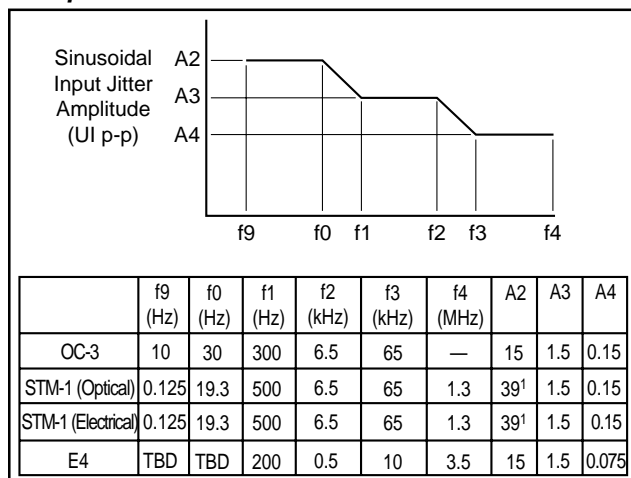 Sinusoidal
Input Jitter
Amplitude
(UI p-p)
A2
A3
A4
f9 f0 f1 f2 f3 f4
f9 (Hz) f0 (Hz) f1 (Hz) f2 (kHz) f3 (kHz) f4 (MHz) A2 A3 A4
OC-3 10 30 300 6.5 65 — 15 1.5 0.15
STM-1 (Optical) 0.125 19.3 500 6.5 65 1.3 39¹ 1.5 0.15
STM-1 (Electrical) 0.125 19.3 500 6.5 65 1.3 39¹ 1.5 0.15
E4 TBD TBD 200 0.5 10 3.5 15 1.5 0.075